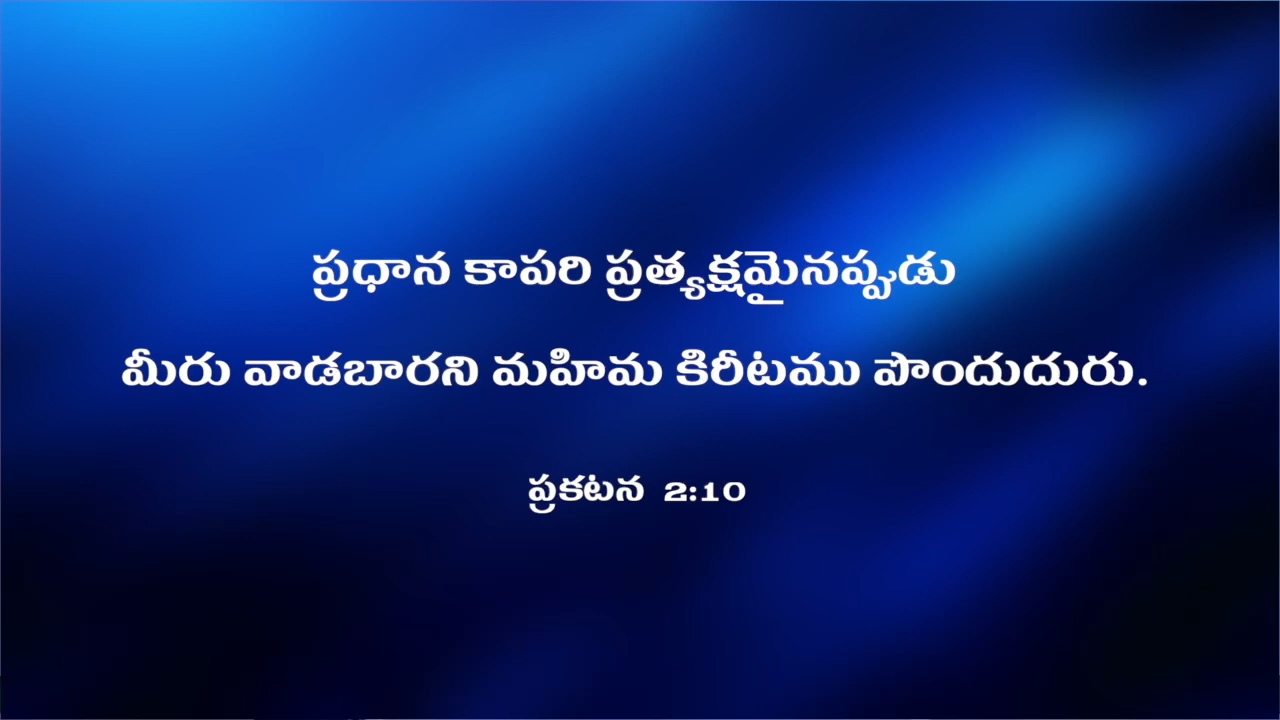 ప్రధాన కాపరి ప్రత్యక్షమైనప్పుడు
మీరు వాడబారని మహిమ కిరీటము పొందుదురు.
ప్రకటన 2:10